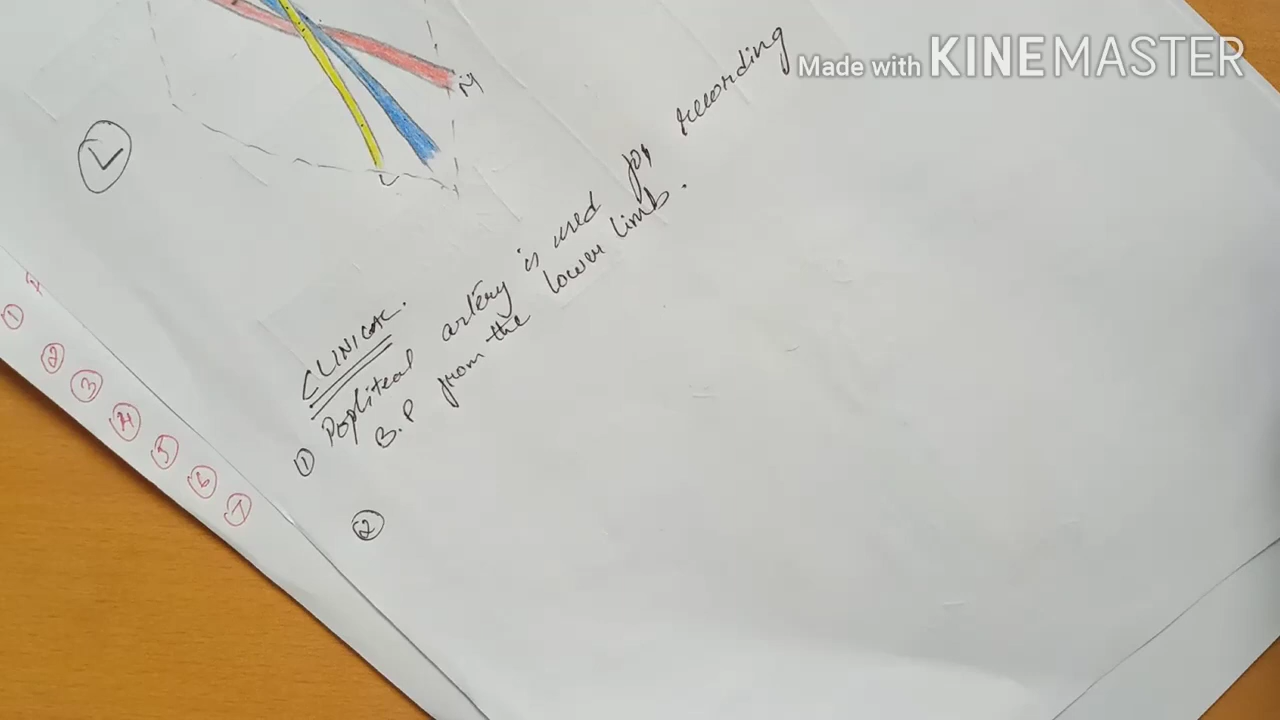 Made with KINEMASTER
M
L
L
CLINICAL.
① Popliteal artery is used for recording
B.P from the lower limb.
②
①
②
③
④
⑤
⑥
⑦